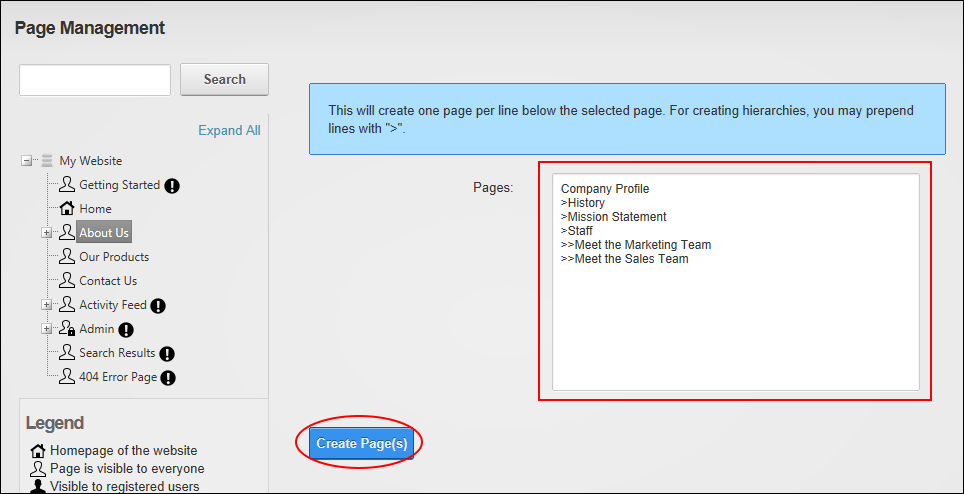 Page Management
Search
Expand All
My Website
Getting Started
Home
About Us
Our Products
Contact Us
Activity Feed
Admin
Search Results
404 Error Page
Legend
Homepage of the website
Page is visible to everyone
Visible to registered users
This will create one page per line below the selected page. For creating hierarchies, you may prepend
lines with ">".
Pages:
Company Profile
>History
>Mission Statement
>Staff
>>Meet the Marketing Team
>>Meet the Sales Team
Create Page(s)